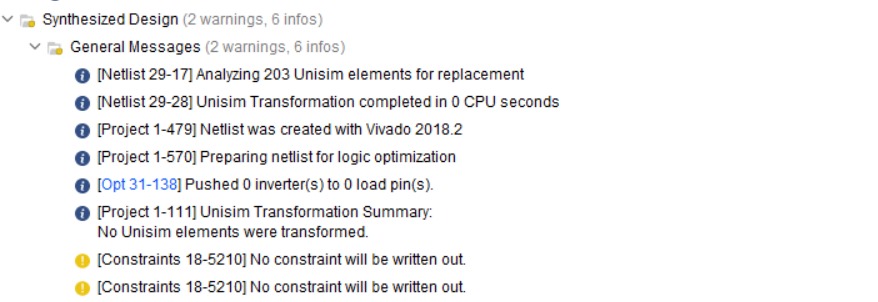 Synthesized Design (2 warnings, 6 infos)
General Messages (2 warnings, 6 infos)
[Netlist 29-17] Analyzing 203 Unisim elements for replacement
[Netlist 29-28] Unisim Transformation completed in 0 CPU seconds
[Project 1-479] Netlist was created with Vivado 2018.2
[Project 1-570] Preparing netlist for logic optimization
[Opt 31-138] Pushed 0 inverter(s) to 0 load pin(s).
[Project 1-111] Unisim Transformation Summary:
No Unisim elements were transformed.
[Constraints 18-5210] No constraint will be written out.
[Constraints 18-5210] No constraint will be written out.